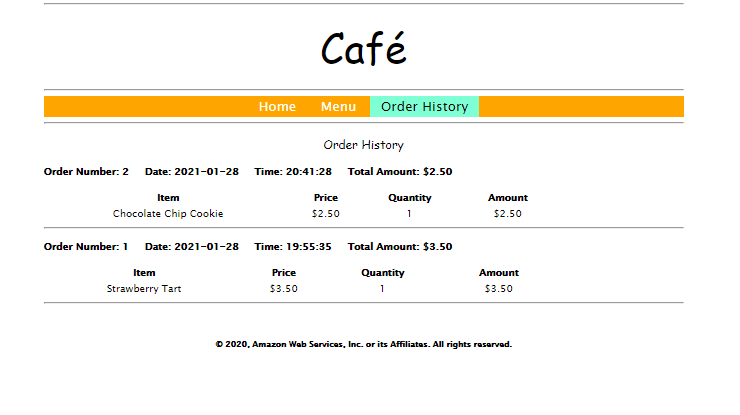 Café
Home Menu Order History
Order History
Order Number: 2 Date: 2021-01-28 Time: 20:41:28 Total Amount: $2.50
Item Price Quantity Amount
Chocolate Chip Cookie $2.50 1 $2.50
Order Number: 1 Date: 2021-01-28 Time: 19:55:35 Total Amount: $3.50
Item Price Quantity Amount
Strawberry Tart $3.50 1 $3.50
© 2020, Amazon Web Services, Inc. or its Affiliates. All rights reserved.